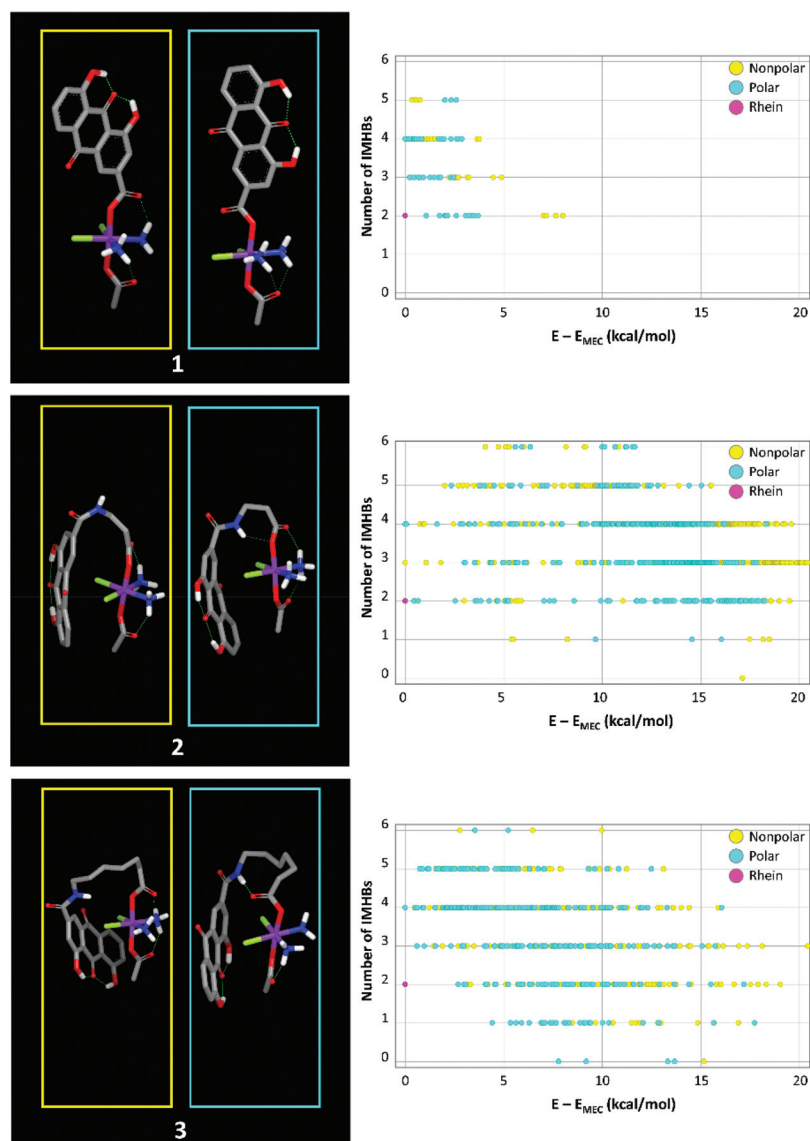 6
5
4
3
2
1
0
Number of IMHBs
Nonpolar
Polar
Rhein
0 5 10 15 20
E – E_MEC (kcal/mol)
1
6
5
4
3
2
1
0
Number of IMHBs
Nonpolar
Polar
Rhein
0 5 10 15 20
E – E_MEC (kcal/mol)
2
6
5
4
3
2
1
0
Number of IMHBs
Nonpolar
Polar
Rhein
0 5 10 15 20
E – E_MEC (kcal/mol)
3